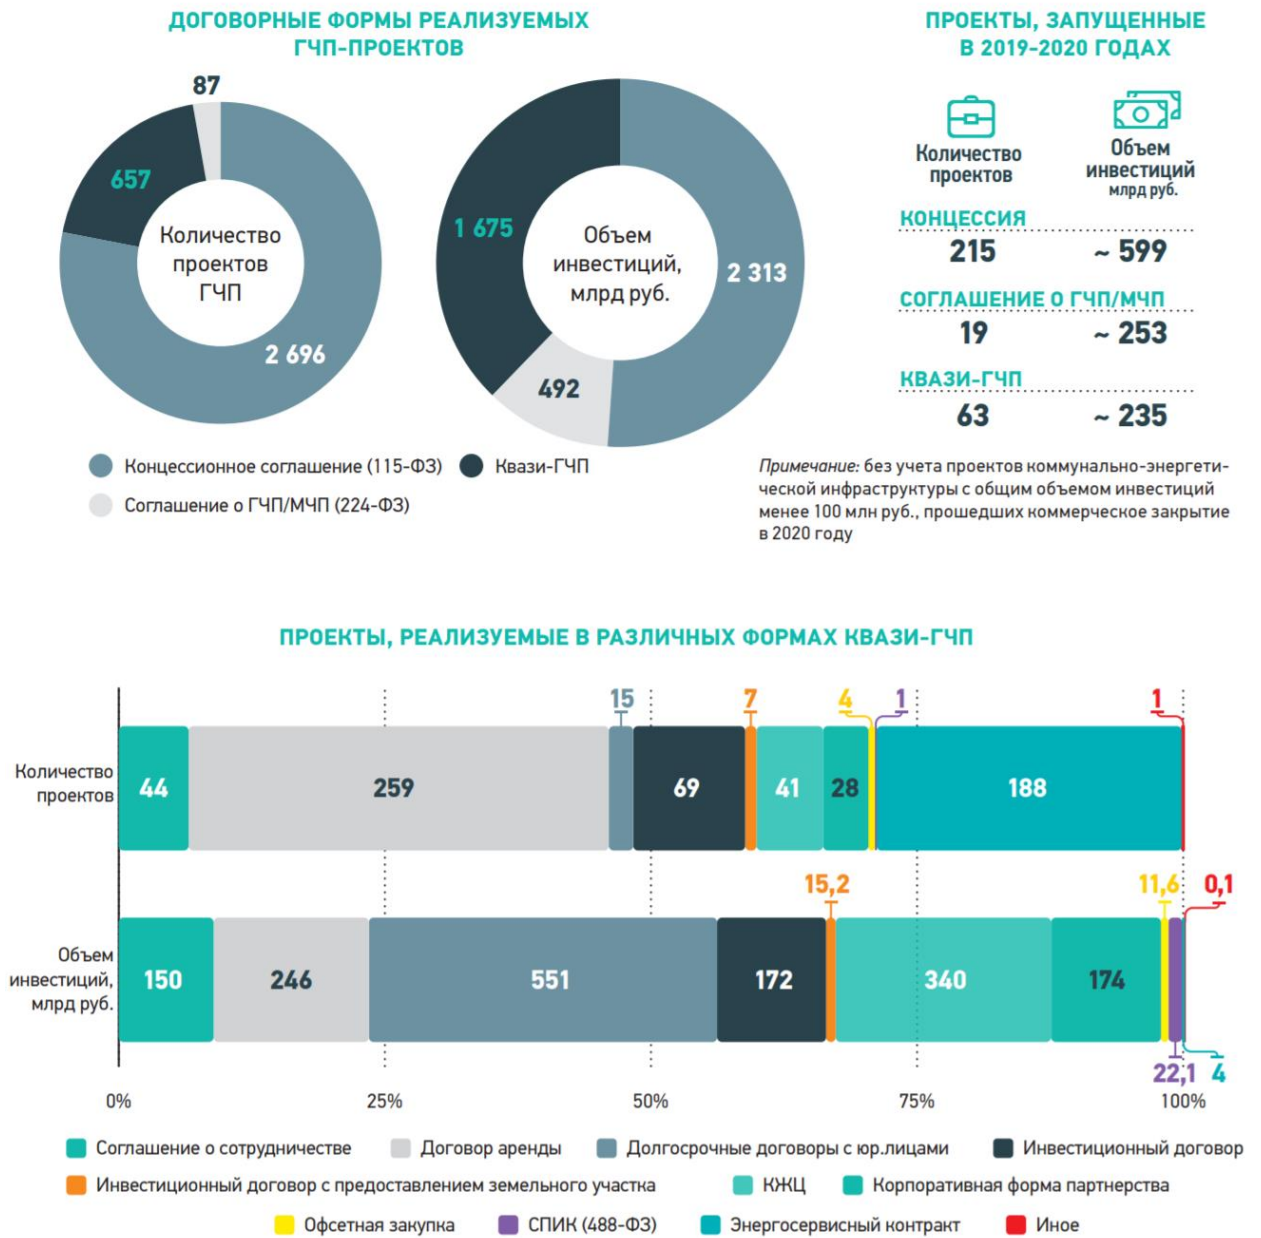 ДОГОВОРНЫЕ ФОРМЫ РЕАЛИЗУЕМЫХ
ГЧП-ПРОЕКТОВ
87
657
Количество
проектов
ГЧП
2 696
1 675
Объем
инвестиций,
млрд руб.
2 313
492
Концессионное соглашение (115-ФЗ)
Квази-ГЧП
Соглашение о ГЧП/МЧП (224-ФЗ)
ПРОЕКТЫ, ЗАПУЩЕННЫЕ
В 2019-2020 ГОДАХ
Количество
проектов
Объем
инвестиций
млрд руб.
КОНЦЕССИЯ
215 ~ 599
СОГЛАШЕНИЕ О ГЧП/МЧП
19 ~ 253
КВАЗИ-ГЧП
63 ~ 235
Примечание: без учета проектов коммунально-энергети-
ческой инфраструктуры с общим объемом инвестиций
менее 100 млн руб., прошедших коммерческое закрытие
в 2020 году
ПРОЕКТЫ, РЕАЛИЗУЕМЫЕ В РАЗЛИЧНЫХ ФОРМАХ КВАЗИ-ГЧП
15 7 4 1 1
Количество
проектов
44 259 69 41 28 188
15,2 11,6 0,1
Объем
инвестиций,
млрд руб.
150 246 551 172 340 174
22,1 4
0% 25% 50% 75% 100%
Соглашение о сотрудничестве Договор аренды Долгосрочные договоры с юр.лицами Инвестиционный договор
Инвестиционный договор с предоставлением земельного участка КЖЦ Корпоративная форма партнерства
Офсетная закупка СПИК (488-ФЗ) Энергосервисный контракт Иное